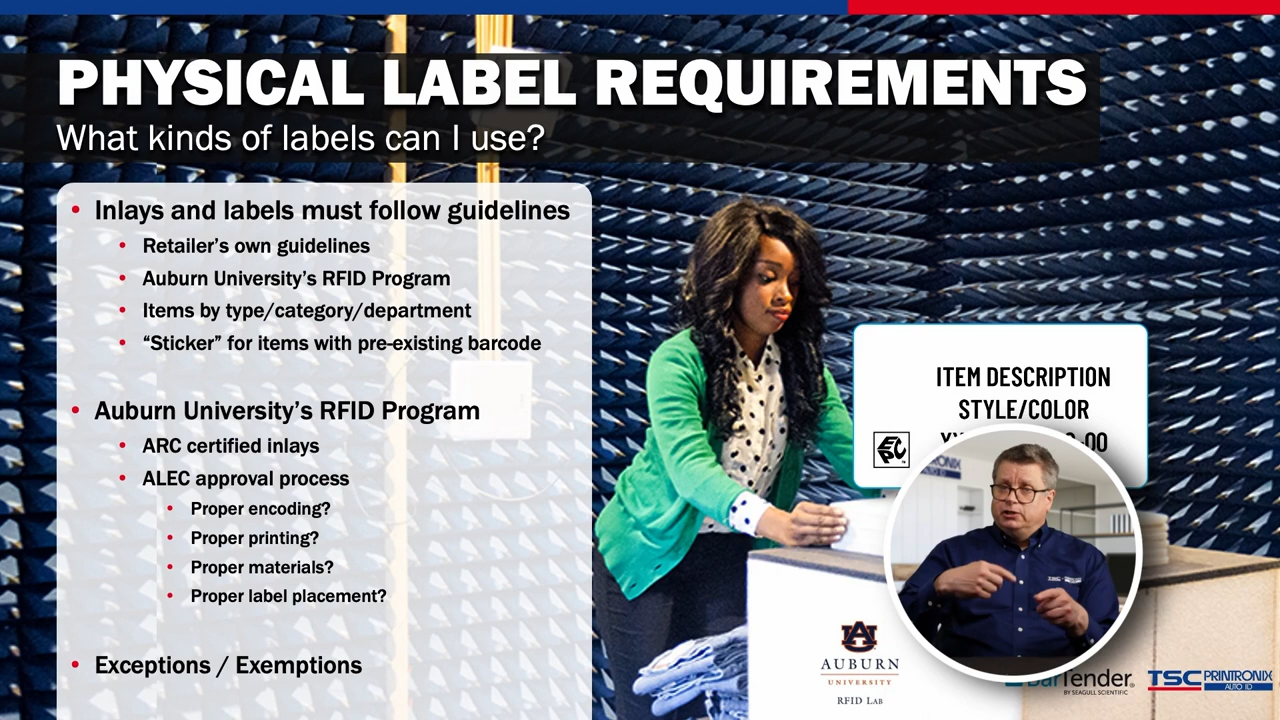 PHYSICAL LABEL REQUIREMENTS
What kinds of labels can I use?
• Inlays and labels must follow guidelines
• Retailer’s own guidelines
• Auburn University’s RFID Program
• Items by type/category/department
• “Sticker” for items with pre-existing barcode
• Auburn University’s RFID Program
• ARC certified inlays
• ALEC approval process
• Proper encoding?
• Proper printing?
• Proper materials?
• Proper label placement?
• Exceptions / Exemptions
ITEM DESCRIPTION
STYLE/COLOR
EPC
AUBURN
UNIVERSITY
RFID LAB
BarTender
BY SEAGULL SCIENTIFIC
TSC PRINTRONIX
AUTO ID